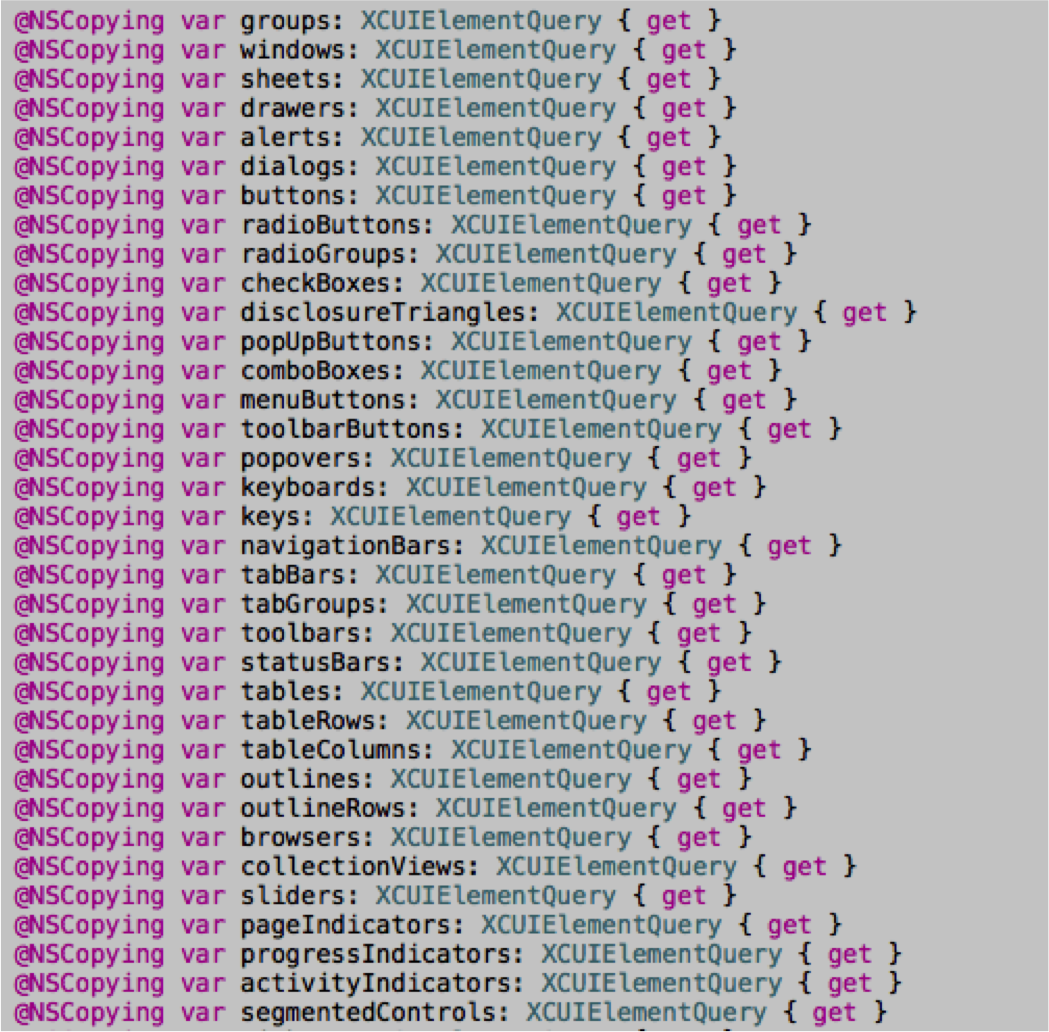 @NSCopying var groups: XCUIElementQuery { get }
@NSCopying var windows: XCUIElementQuery { get }
@NSCopying var sheets: XCUIElementQuery { get }
@NSCopying var drawers: XCUIElementQuery { get }
@NSCopying var alerts: XCUIElementQuery { get }
@NSCopying var dialogs: XCUIElementQuery { get }
@NSCopying var buttons: XCUIElementQuery { get }
@NSCopying var radioButtons: XCUIElementQuery { get }
@NSCopying var radioGroups: XCUIElementQuery { get }
@NSCopying var checkBoxes: XCUIElementQuery { get }
@NSCopying var disclosureTriangles: XCUIElementQuery { get }
@NSCopying var popUpButtons: XCUIElementQuery { get }
@NSCopying var comboBoxes: XCUIElementQuery { get }
@NSCopying var menuButtons: XCUIElementQuery { get }
@NSCopying var toolbarButtons: XCUIElementQuery { get }
@NSCopying var popovers: XCUIElementQuery { get }
@NSCopying var keyboards: XCUIElementQuery { get }
@NSCopying var keys: XCUIElementQuery { get }
@NSCopying var navigationBars: XCUIElementQuery { get }
@NSCopying var tabBars: XCUIElementQuery { get }
@NSCopying var tabGroups: XCUIElementQuery { get }
@NSCopying var toolbars: XCUIElementQuery { get }
@NSCopying var statusBars: XCUIElementQuery { get }
@NSCopying var tables: XCUIElementQuery { get }
@NSCopying var tableRows: XCUIElementQuery { get }
@NSCopying var tableColumns: XCUIElementQuery { get }
@NSCopying var outlines: XCUIElementQuery { get }
@NSCopying var outlineRows: XCUIElementQuery { get }
@NSCopying var browsers: XCUIElementQuery { get }
@NSCopying var collectionViews: XCUIElementQuery { get }
@NSCopying var sliders: XCUIElementQuery { get }
@NSCopying var pageIndicators: XCUIElementQuery { get }
@NSCopying var progressIndicators: XCUIElementQuery { get }
@NSCopying var activityIndicators: XCUIElementQuery { get }
@NSCopying var segmentedControls: XCUIElementQuery { get }